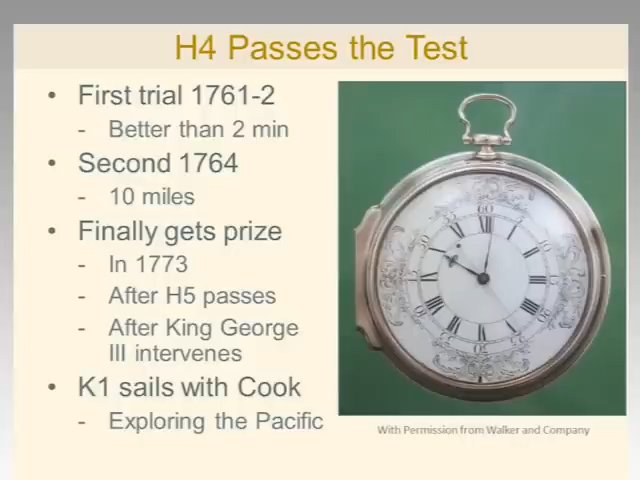 H4 Passes the Test
• First trial 1761-2
- Better than 2 min
• Second 1764
- 10 miles
• Finally gets prize
- In 1773
- After H5 passes
- After King George
III intervenes
• K1 sails with Cook
- Exploring the Pacific
60
With Permission from Walker and Company